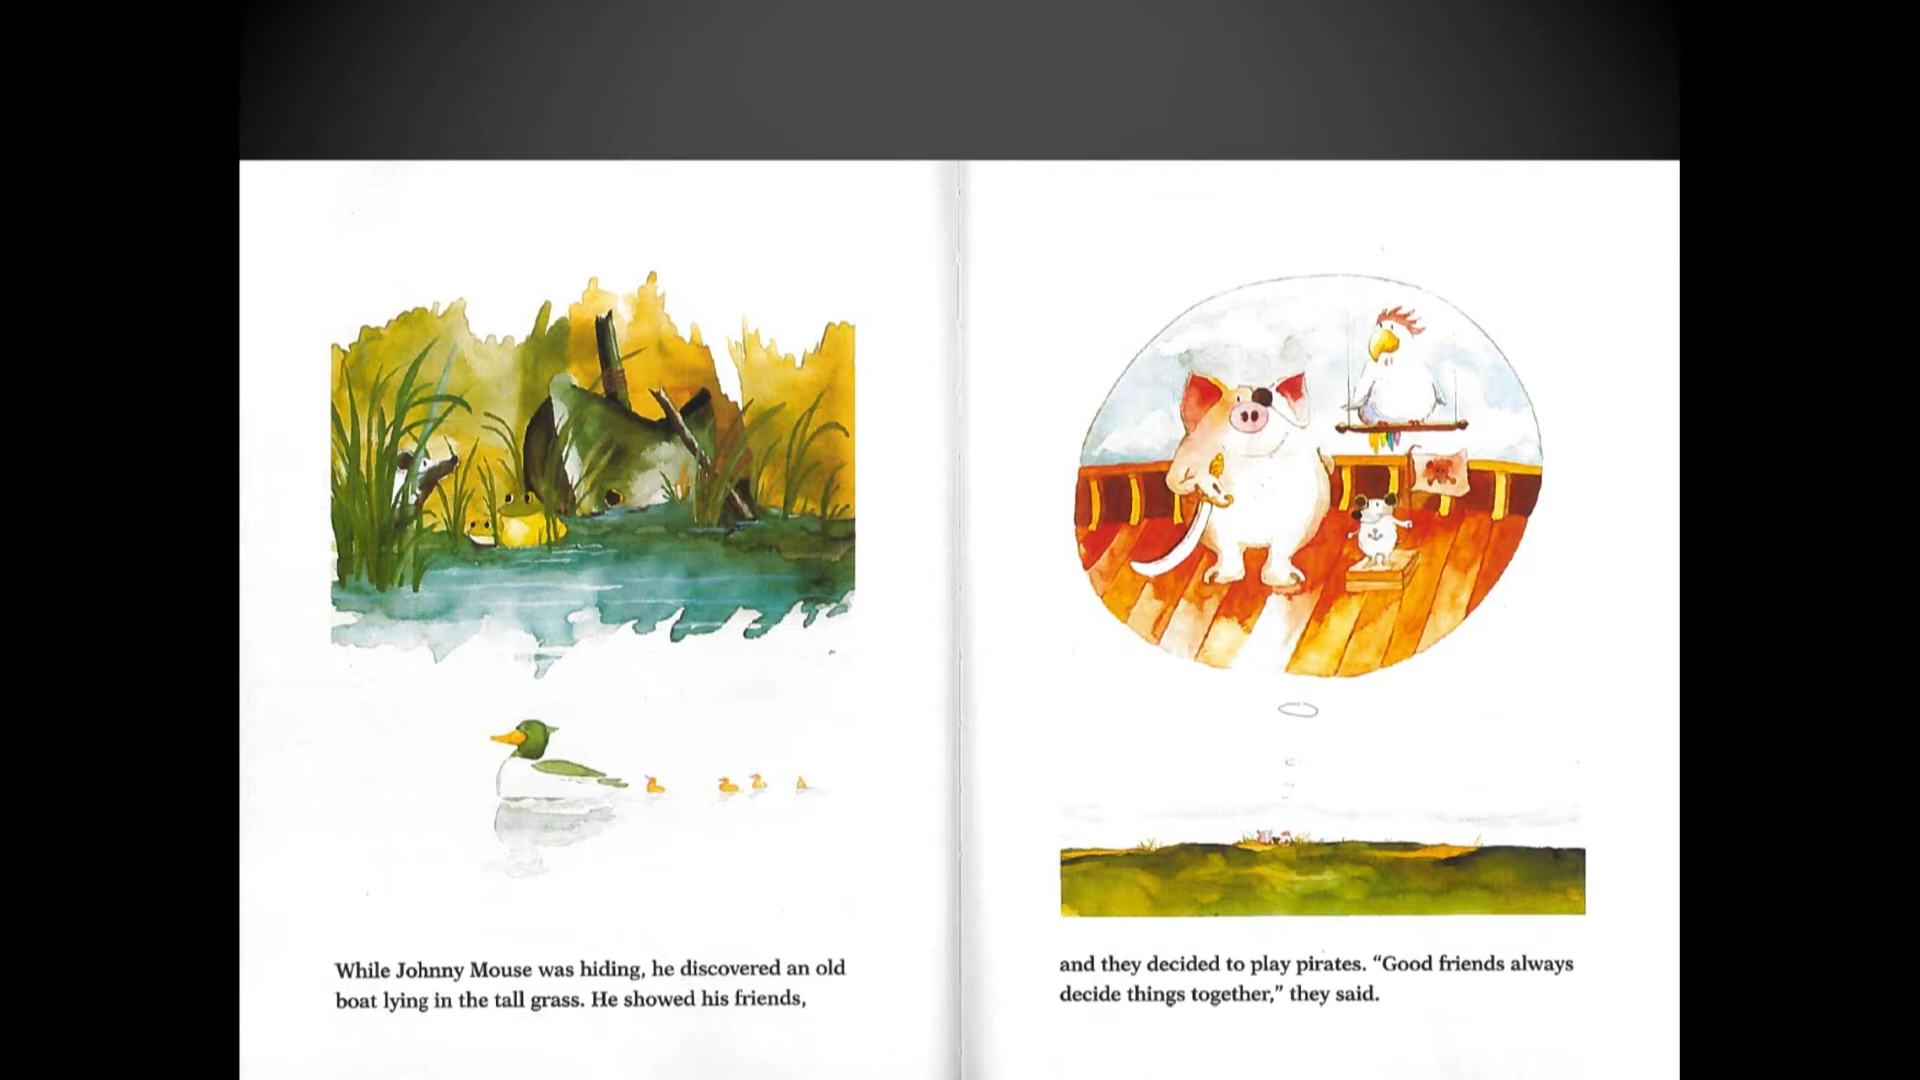 While Johnny Mouse was hiding, he discovered an old
boat lying in the tall grass. He showed his friends,
and they decided to play pirates. “Good friends always
decide things together,” they said.